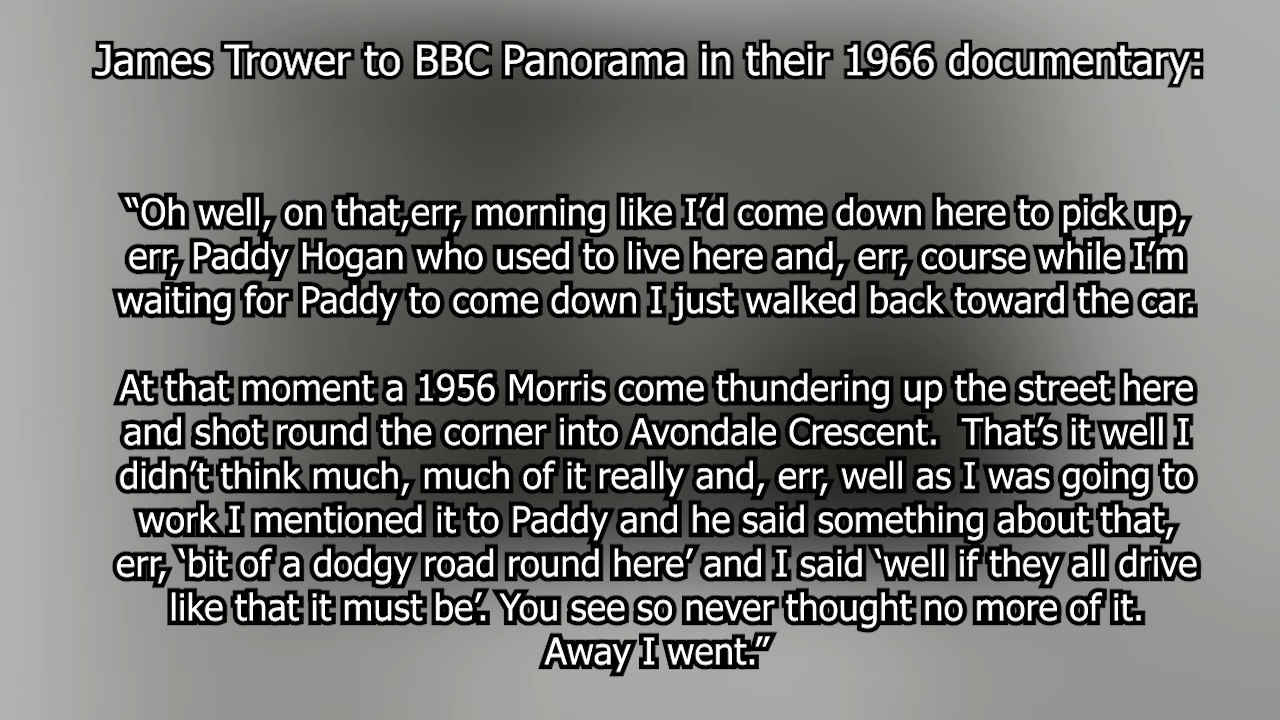 James Trower to BBC Panorama in their 1966 documentary:
“Oh well, on that,err, morning like I’d come down here to pick up,
err, Paddy Hogan who used to live here and, err, course while I’m
waiting for Paddy to come down I just walked back toward the car.
At that moment a 1956 Morris come thundering up the street here
and shot round the corner into Avondale Crescent.  That’s it well I
didn’t think much, much of it really and, err, well as I was going to
work I mentioned it to Paddy and he said something about that,
err, ‘bit of a dodgy road round here’ and I said ‘well if they all drive
like that it must be’. You see so never thought no more of it.
Away I went.”